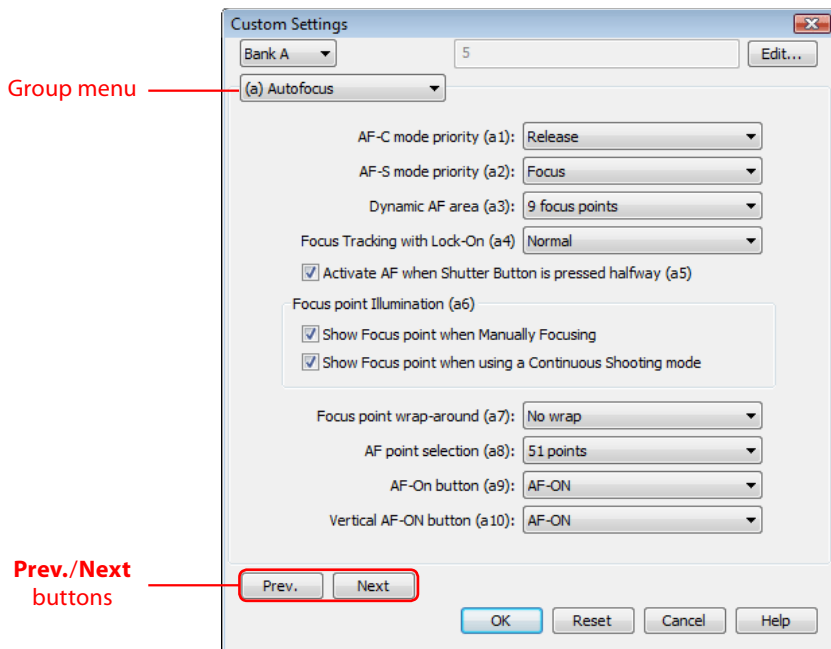 Custom Settings
Bank A
5
Edit...
Group menu
(a) Autofocus
AF-C mode priority (a1): Release
AF-S mode priority (a2): Focus
Dynamic AF area (a3): 9 focus points
Focus Tracking with Lock-On (a4) Normal
Activate AF when Shutter Button is pressed halfway (a5)
Focus point Illumination (a6)
Show Focus point when Manually Focusing
Show Focus point when using a Continuous Shooting mode
Focus point wrap-around (a7): No wrap
AF point selection (a8): 51 points
AF-On button (a9): AF-ON
Vertical AF-ON button (a10): AF-ON
Prev./Next
buttons
Prev. Next
OK Reset Cancel Help